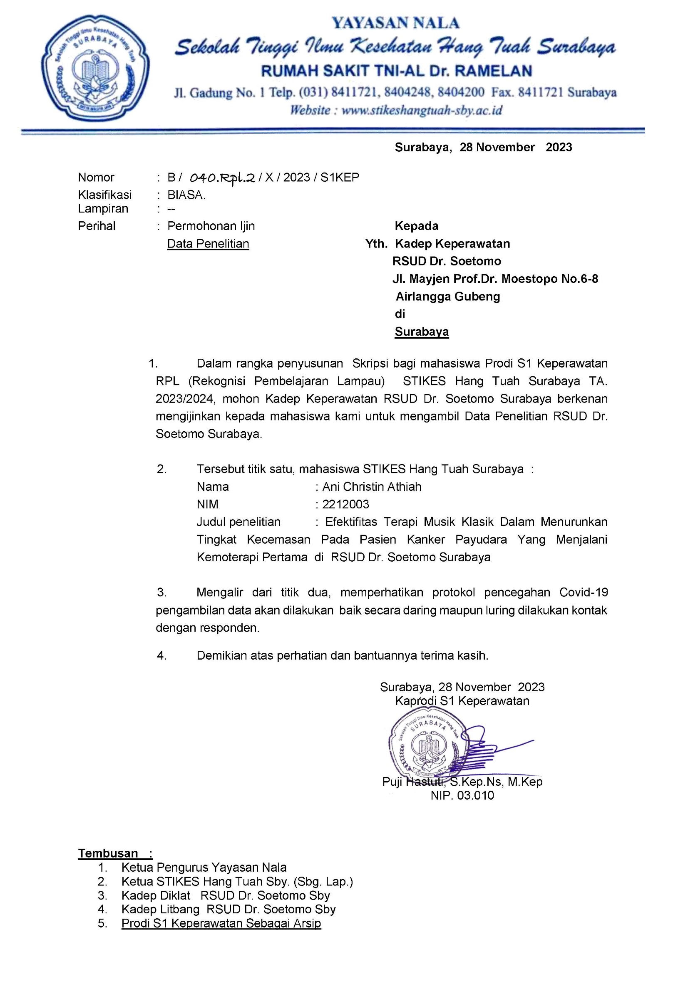 Sekolah Tinggi Ilmu Kesehatan Hang Tuah
SURABAYA
YAYASAN NALA
Sekolah Tinggi Ilmu Kesehatan Hang Tuah Surabaya
RUMAH SAKIT TNI-AL Dr. RAMELAN
Jl. Gadung No. 1 Telp. (031) 8411721, 8404248, 8404200 Fax. 8411721 Surabaya
Website : www.stikeshangtuah-sby.ac.id
Surabaya, 28 November 2023
Nomor : B / 040.Rpl.2 / X / 2023 / S1KEP
Klasifikasi : BIASA.
Lampiran : --
Perihal : Permohonan Ijin
Data Penelitian
Kepada
Yth. Kadep Keperawatan
RSUD Dr. Soetomo
Jl. Mayjen Prof.Dr. Moestopo No.6-8
Airlangga Gubeng
di
Surabaya
1. Dalam rangka penyusunan Skripsi bagi mahasiswa Prodi S1 Keperawatan
RPL (Rekognisi Pembelajaran Lampau) STIKES Hang Tuah Surabaya TA.
2023/2024, mohon Kadep Keperawatan RSUD Dr. Soetomo Surabaya berkenan
mengijinkan kepada mahasiswa kami untuk mengambil Data Penelitian RSUD Dr.
Soetomo Surabaya.
2. Tersebut titik satu, mahasiswa STIKES Hang Tuah Surabaya :
Nama : Ani Christin Athiah
NIM : 2212003
Judul penelitian : Efektifitas Terapi Musik Klasik Dalam Menurunkan
Tingkat Kecemasan Pada Pasien Kanker Payudara Yang Menjalani
Kemoterapi Pertama di RSUD Dr. Soetomo Surabaya
3. Mengalir dari titik dua, memperhatikan protokol pencegahan Covid-19
pengambilan data akan dilakukan baik secara daring maupun luring dilakukan kontak
dengan responden.
4. Demikian atas perhatian dan bantuannya terima kasih.
Surabaya, 28 November 2023
Kaprodi S1 Keperawatan
Sekolah Tinggi Ilmu Kesehatan Hang Tuah
SURABAYA
Puji Hastuti, S.Kep.Ns, M.Kep
NIP. 03.010
Tembusan :
1. Ketua Pengurus Yayasan Nala
2. Ketua STIKES Hang Tuah Sby. (Sbg. Lap.)
3. Kadep Diklat RSUD Dr. Soetomo Sby
4. Kadep Litbang RSUD Dr. Soetomo Sby
5. Prodi S1 Keperawatan Sebagai Arsip